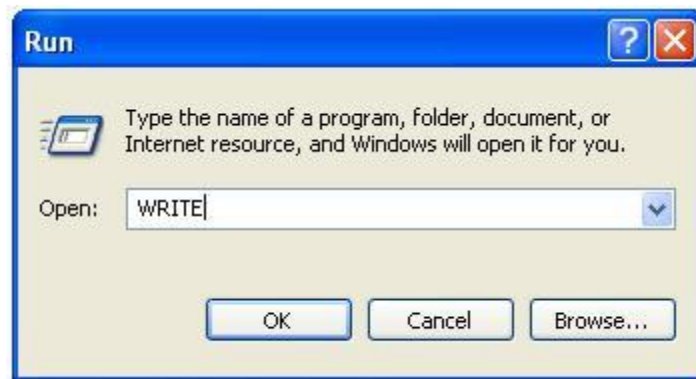 Run
Type the name of a program, folder, document, or
Internet resource, and Windows will open it for you.
Open: WRITE
OK Cancel Browse...